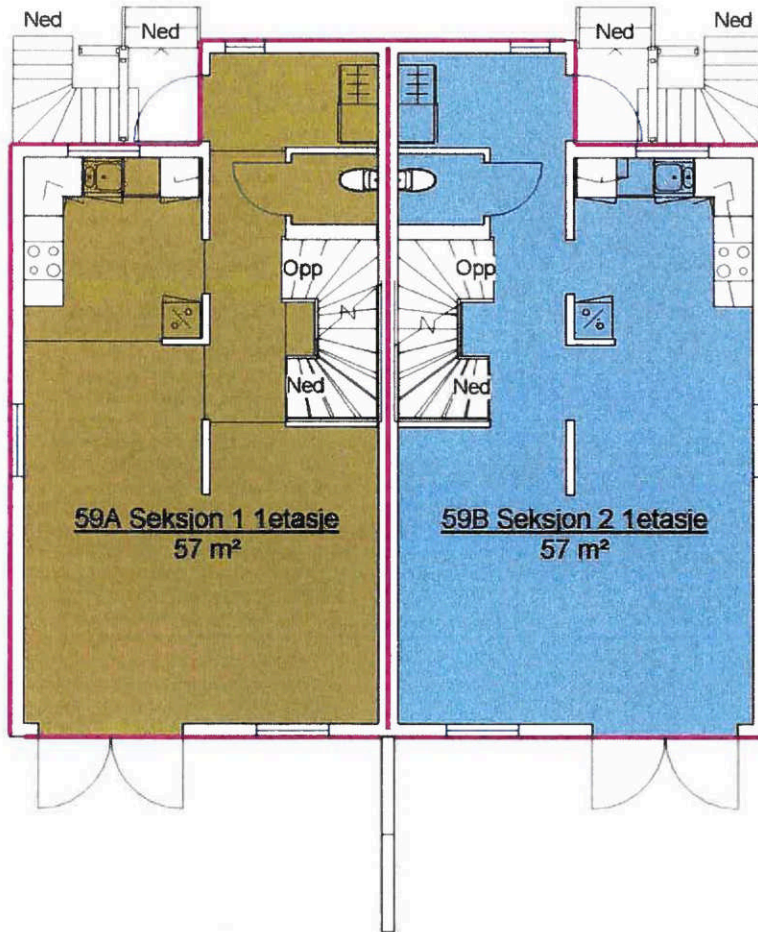 Ned
Ned
Ned
Ned
Opp
Opp
Ned
Ned
59A Seksjon 1 1etasje
57 m²
59B Seksjon 2 1etasje
57 m²